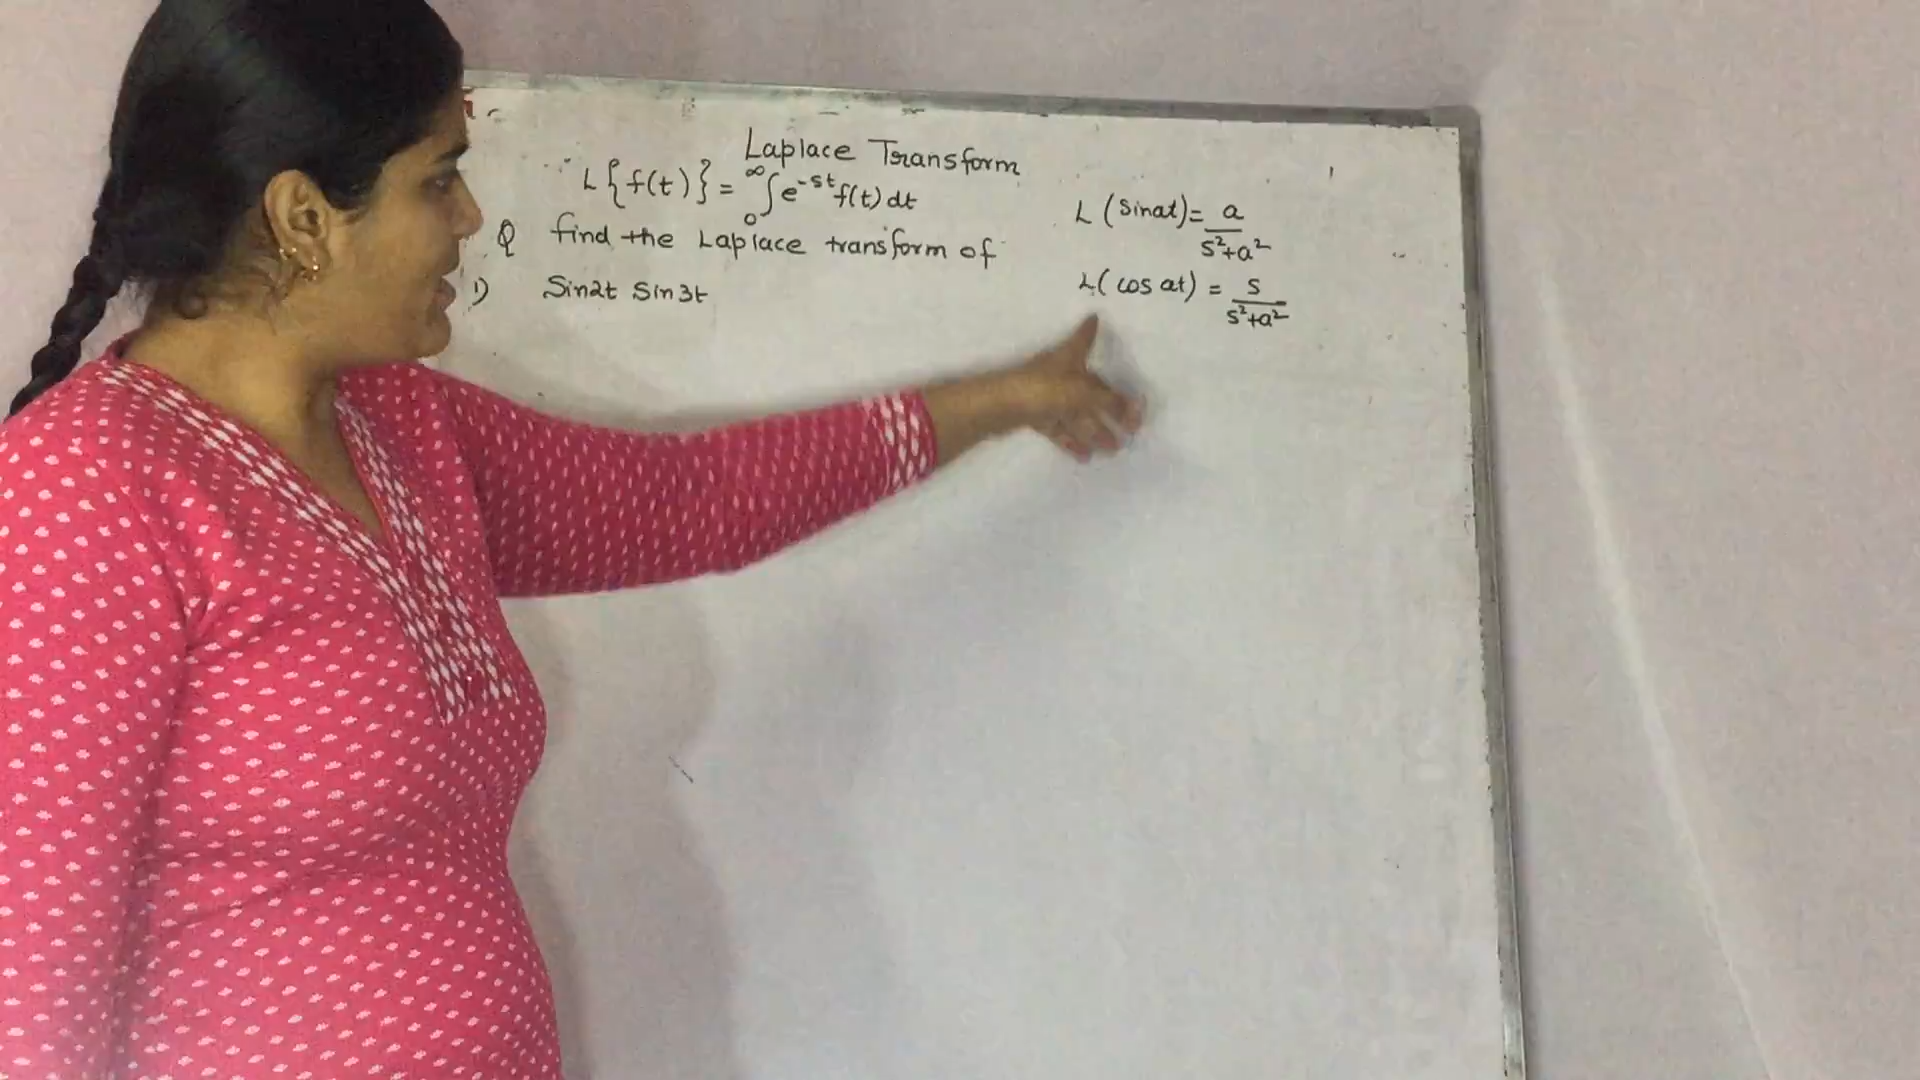 Laplace Transform
L{f(t)} = ∫₀^∞ e^-st f(t) dt
Q find the Laplace transform of
1) Sin2t Sin3t
L (Sinat) = a / s²+a²
L( cos at) = s / s²+a²